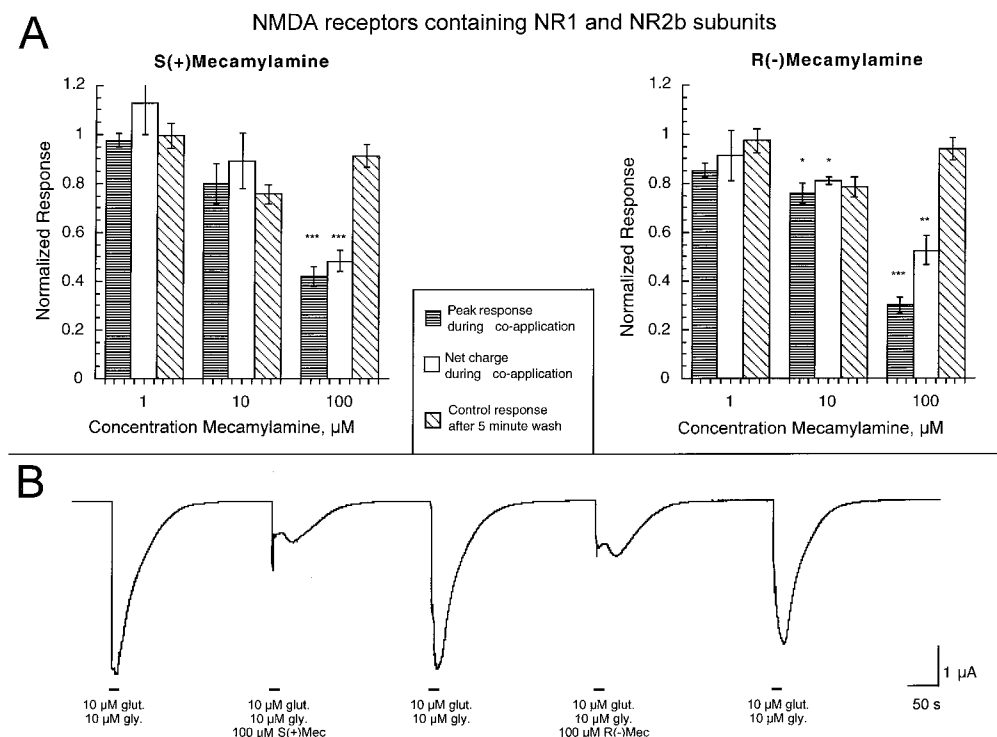 A
NMDA receptors containing NR1 and NR2b subunits
S(+)Mecamylamine
Normalized Response
1.2
1
0.8
0.6
0.4
0.2
0
*** ***
1 10 100
Concentration Mecamylamine, µM
Peak response
during co-application
Net charge
during co-application
Control response
after 5 minute wash
R(-)Mecamylamine
Normalized Response
1.2
1
0.8
0.6
0.4
0.2
0
* *
**
***
1 10 100
Concentration Mecamylamine, µM
B
10 µM glut.
10 µM gly.
10 µM glut.
10 µM gly.
100 µM S(+)Mec
10 µM glut.
10 µM gly.
10 µM glut.
10 µM gly.
100 µM R(-)Mec
10 µM glut.
10 µM gly.
1 µA
50 s